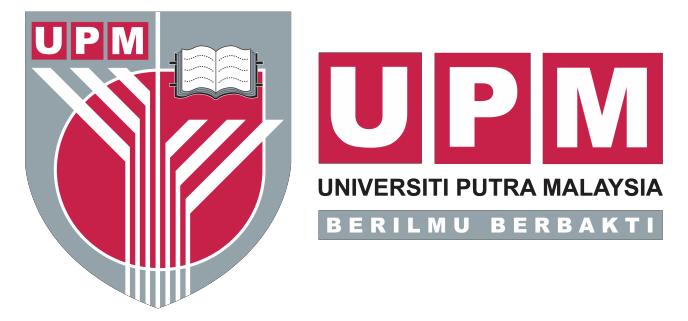 UPM
UPM
UNIVERSITI PUTRA MALAYSIA
BERILMU BERBAKTI